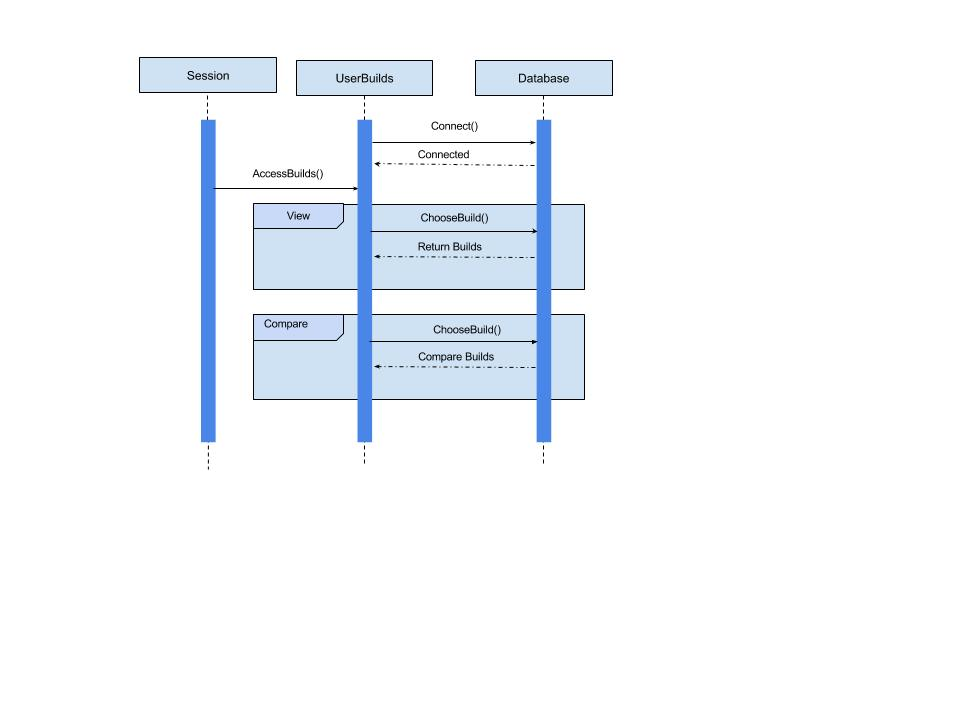 Session
UserBuilds
Database
Connect()
Connected
AccessBuilds()
View
ChooseBuild()
Return Builds
Compare
ChooseBuild()
Compare Builds